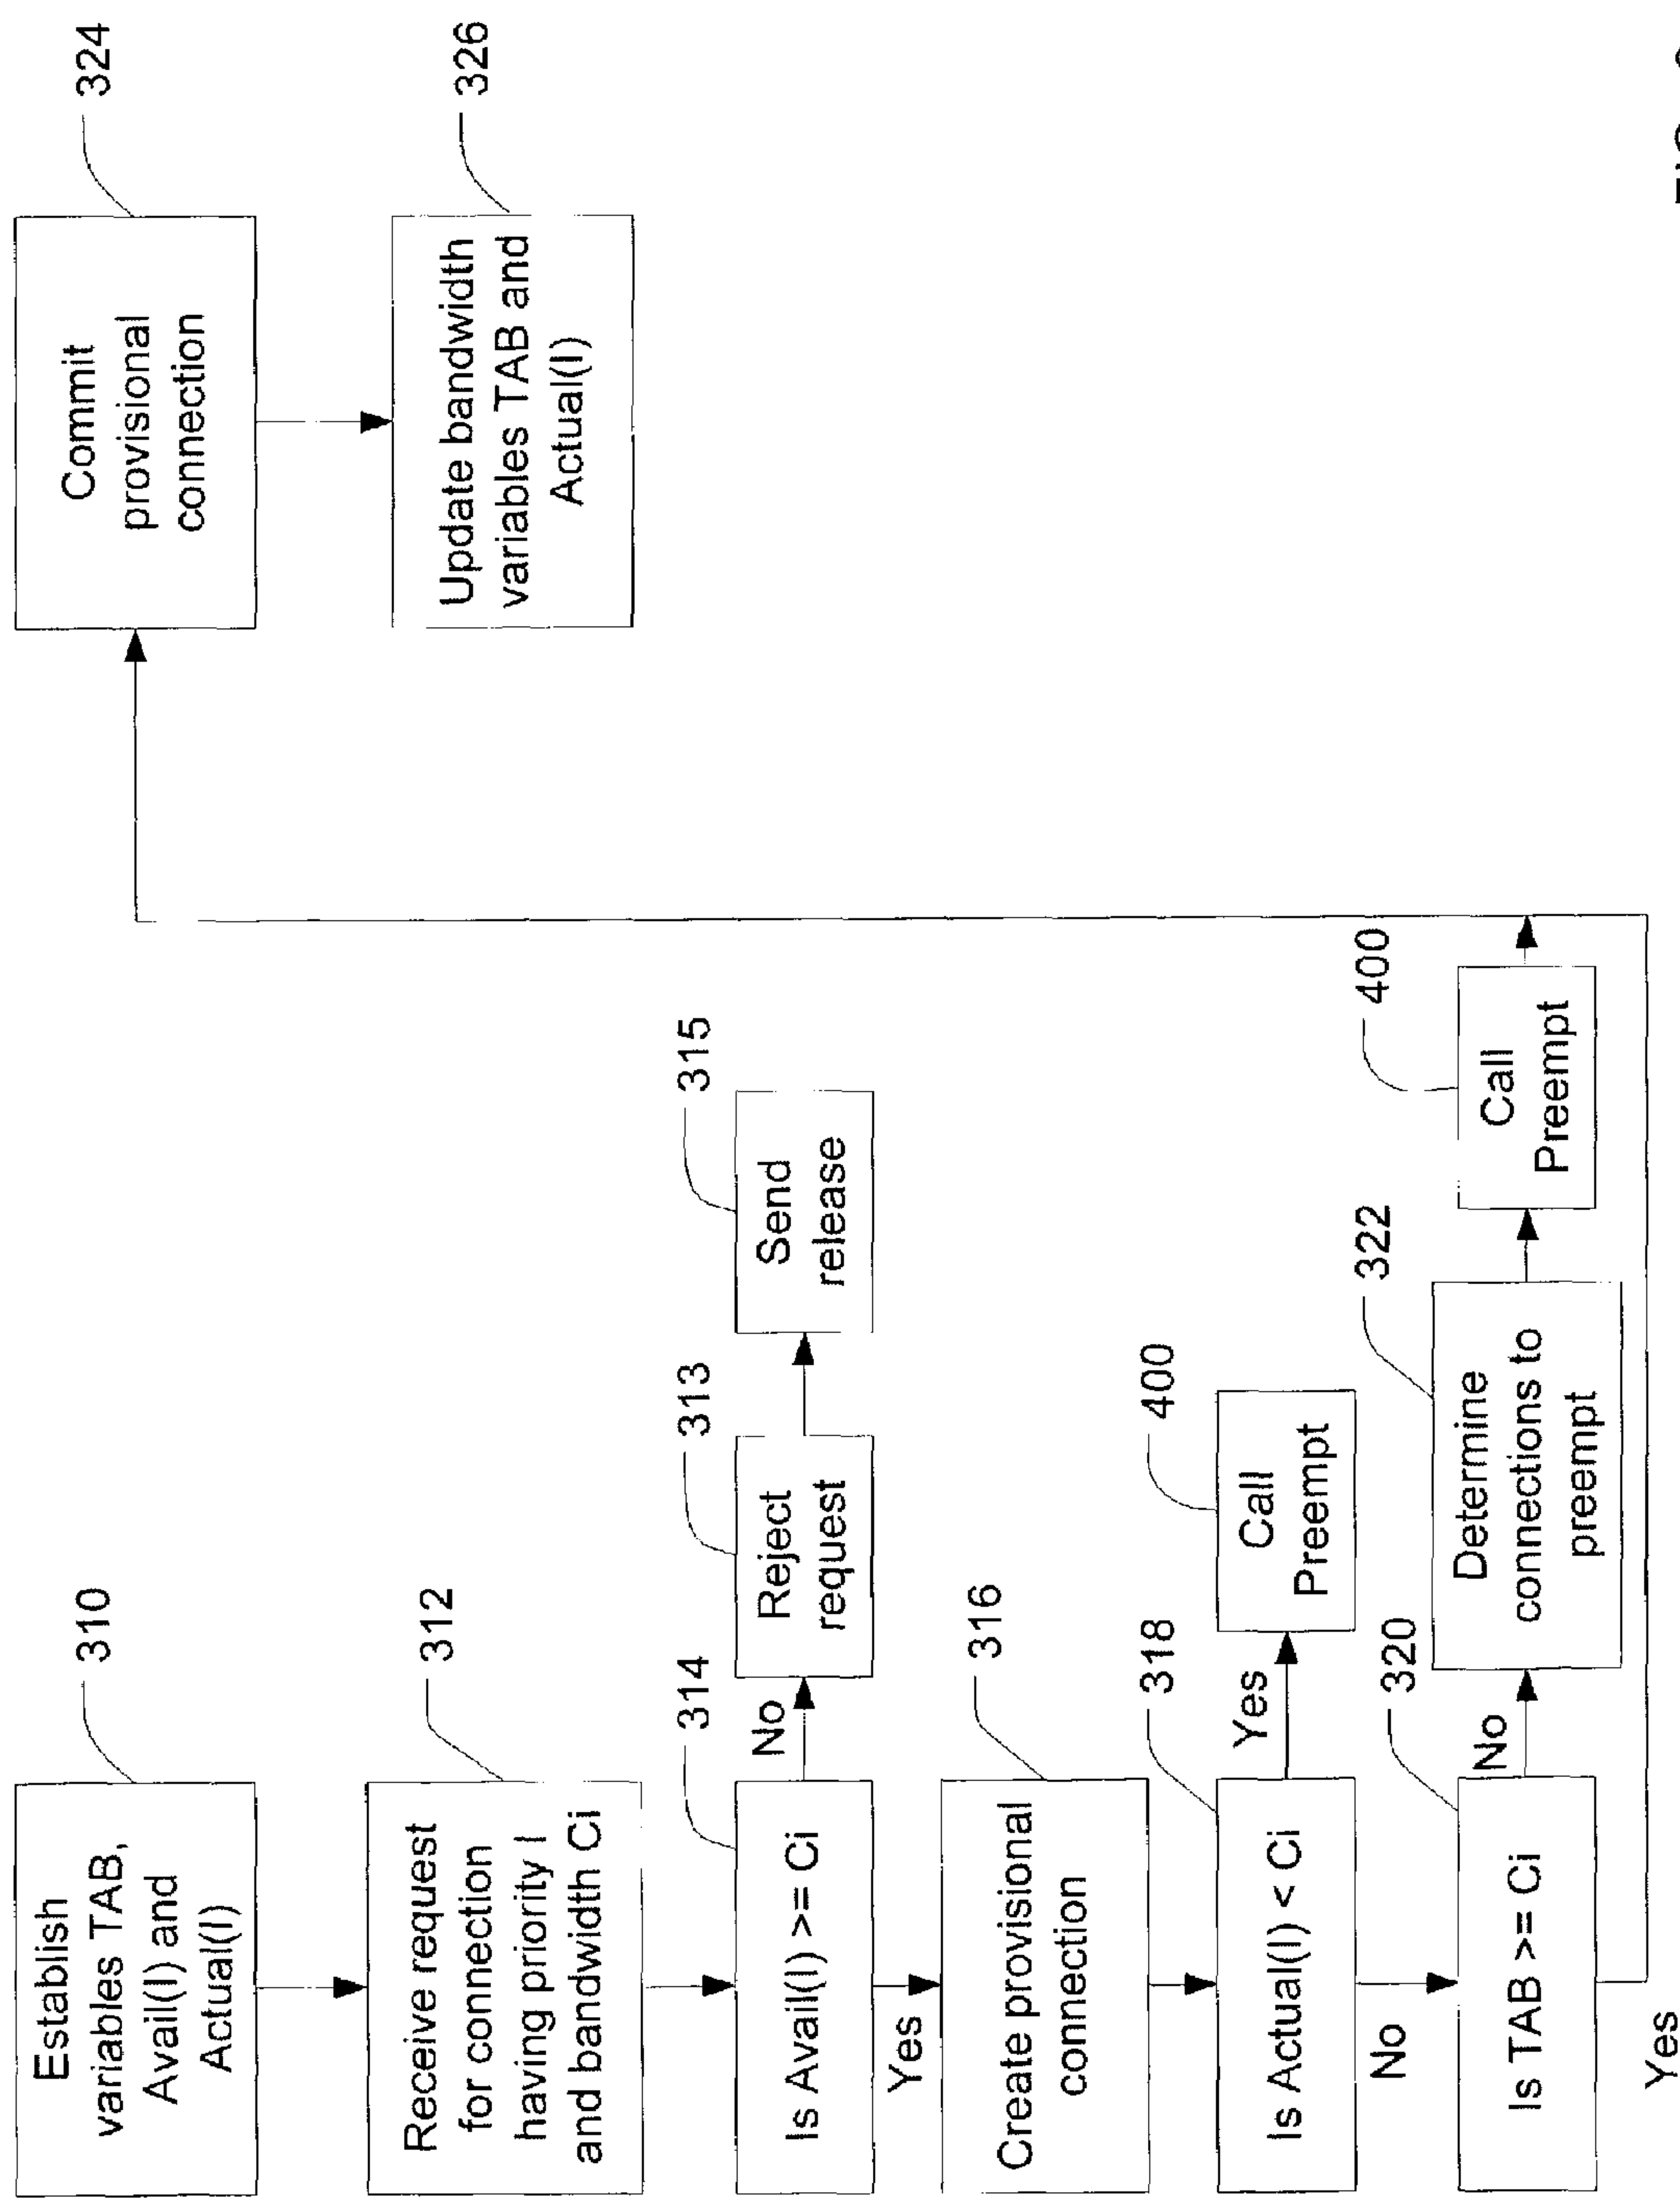 Establish
variables TAB,
Avail(I) and
Actual(I)
310
Receive request
for connection
having priority I
and bandwidth Ci
312
Is Avail(I) >= Ci
314
No
Reject
request
313
Send
release
315
Yes
Create provisional
connection
316
Is Actual(I) < Ci
318
Yes
Call
Preempt
400
No
Is TAB >= Ci
320
No
Determine
connections to
preempt
322
Call
Preempt
400
Yes
Commit
provisional
connection
324
Update bandwidth
variables TAB and
Actual(I)
326